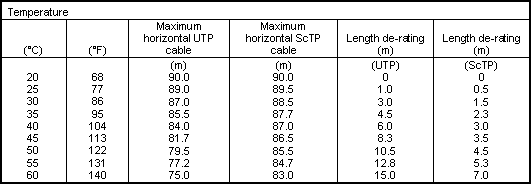 Temperature
(°C) (°F) Maximum horizontal UTP cable Maximum horizontal ScTP cable Length de-rating (m) Length de-rating (m)
(m) (m) (UTP) (ScTP)
20 68 90.0 90.0 0 0
25 77 89.0 89.5 1.0 0.5
30 86 87.0 88.5 3.0 1.5
35 95 85.5 87.7 4.5 2.3
40 104 84.0 87.0 6.0 3.0
45 113 81.7 86.5 8.3 3.5
50 122 79.5 85.5 10.5 4.5
55 131 77.2 84.7 12.8 5.3
60 140 75.0 83.0 15.0 7.0